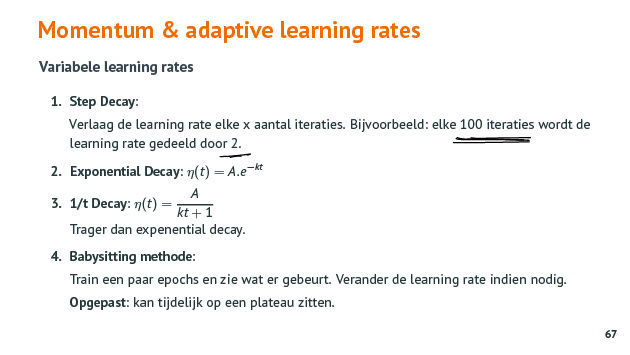 Momentum & adaptive learning rates
Variabele learning rates
1. Step Decay:
Verlaag de learning rate elke x aantal iteraties. Bijvoorbeeld: elke 100 iteraties wordt de
learning rate gedeeld door 2.
2. Exponential Decay: η(t) = A.e^{−kt}
3. 1/t Decay: η(t) = A / (kt + 1)
Trager dan expenential decay.
4. Babysitting methode:
Train een paar epochs en zie wat er gebeurt. Verander de learning rate indien nodig.
Opgepast: kan tijdelijk op een plateau zitten.
67